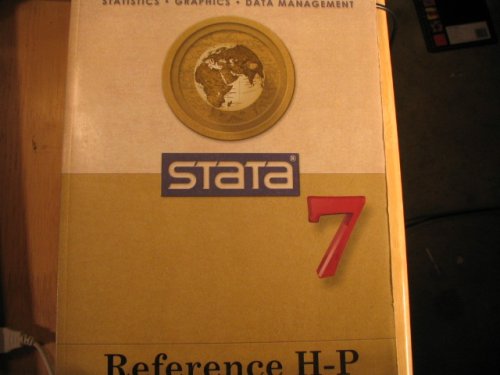 STATISTICS • GRAPHICS • DATA MANAGEMENT
STATA®
7
Reference H-P